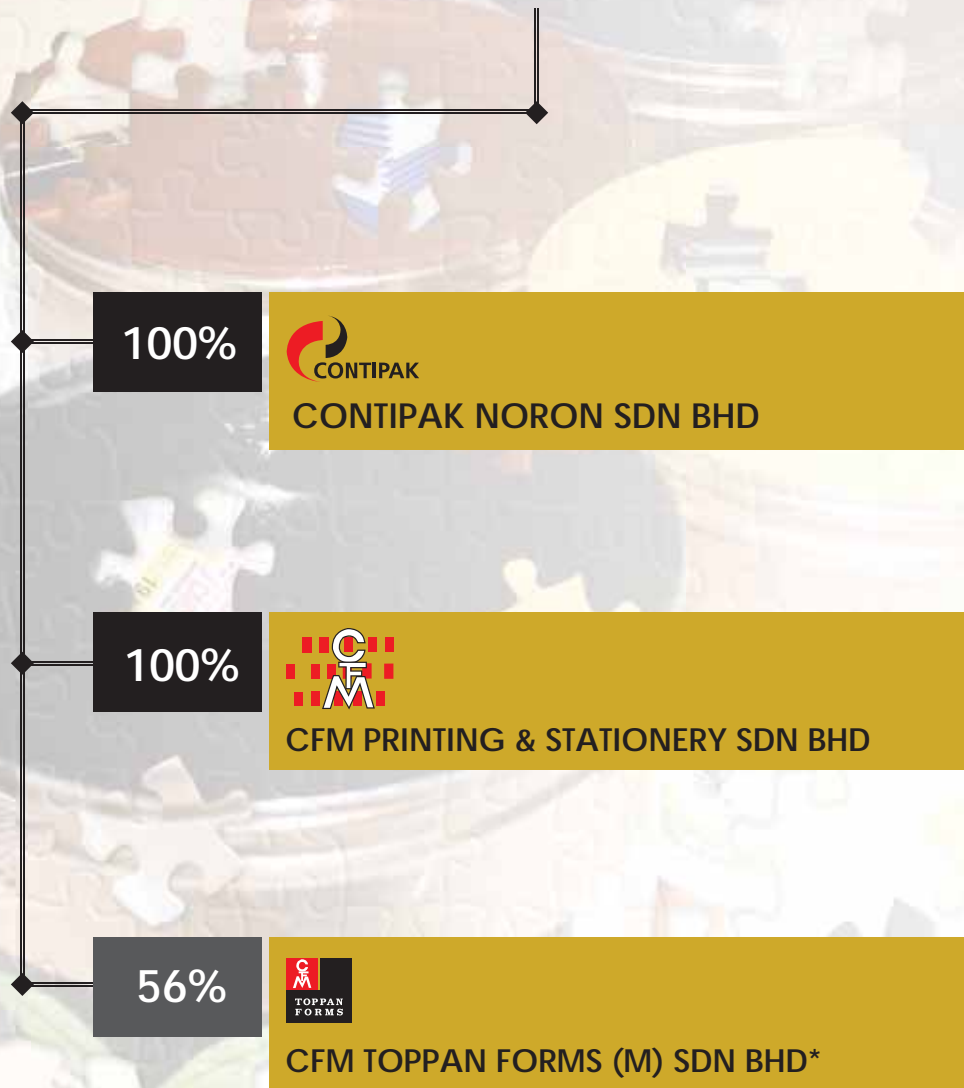 100%
CONTIPAK
CONTIPAK NORON SDN BHD
100%
CFM
CFM PRINTING & STATIONERY SDN BHD
56%
CFM
TOPPAN
FORMS
CFM TOPPAN FORMS (M) SDN BHD*